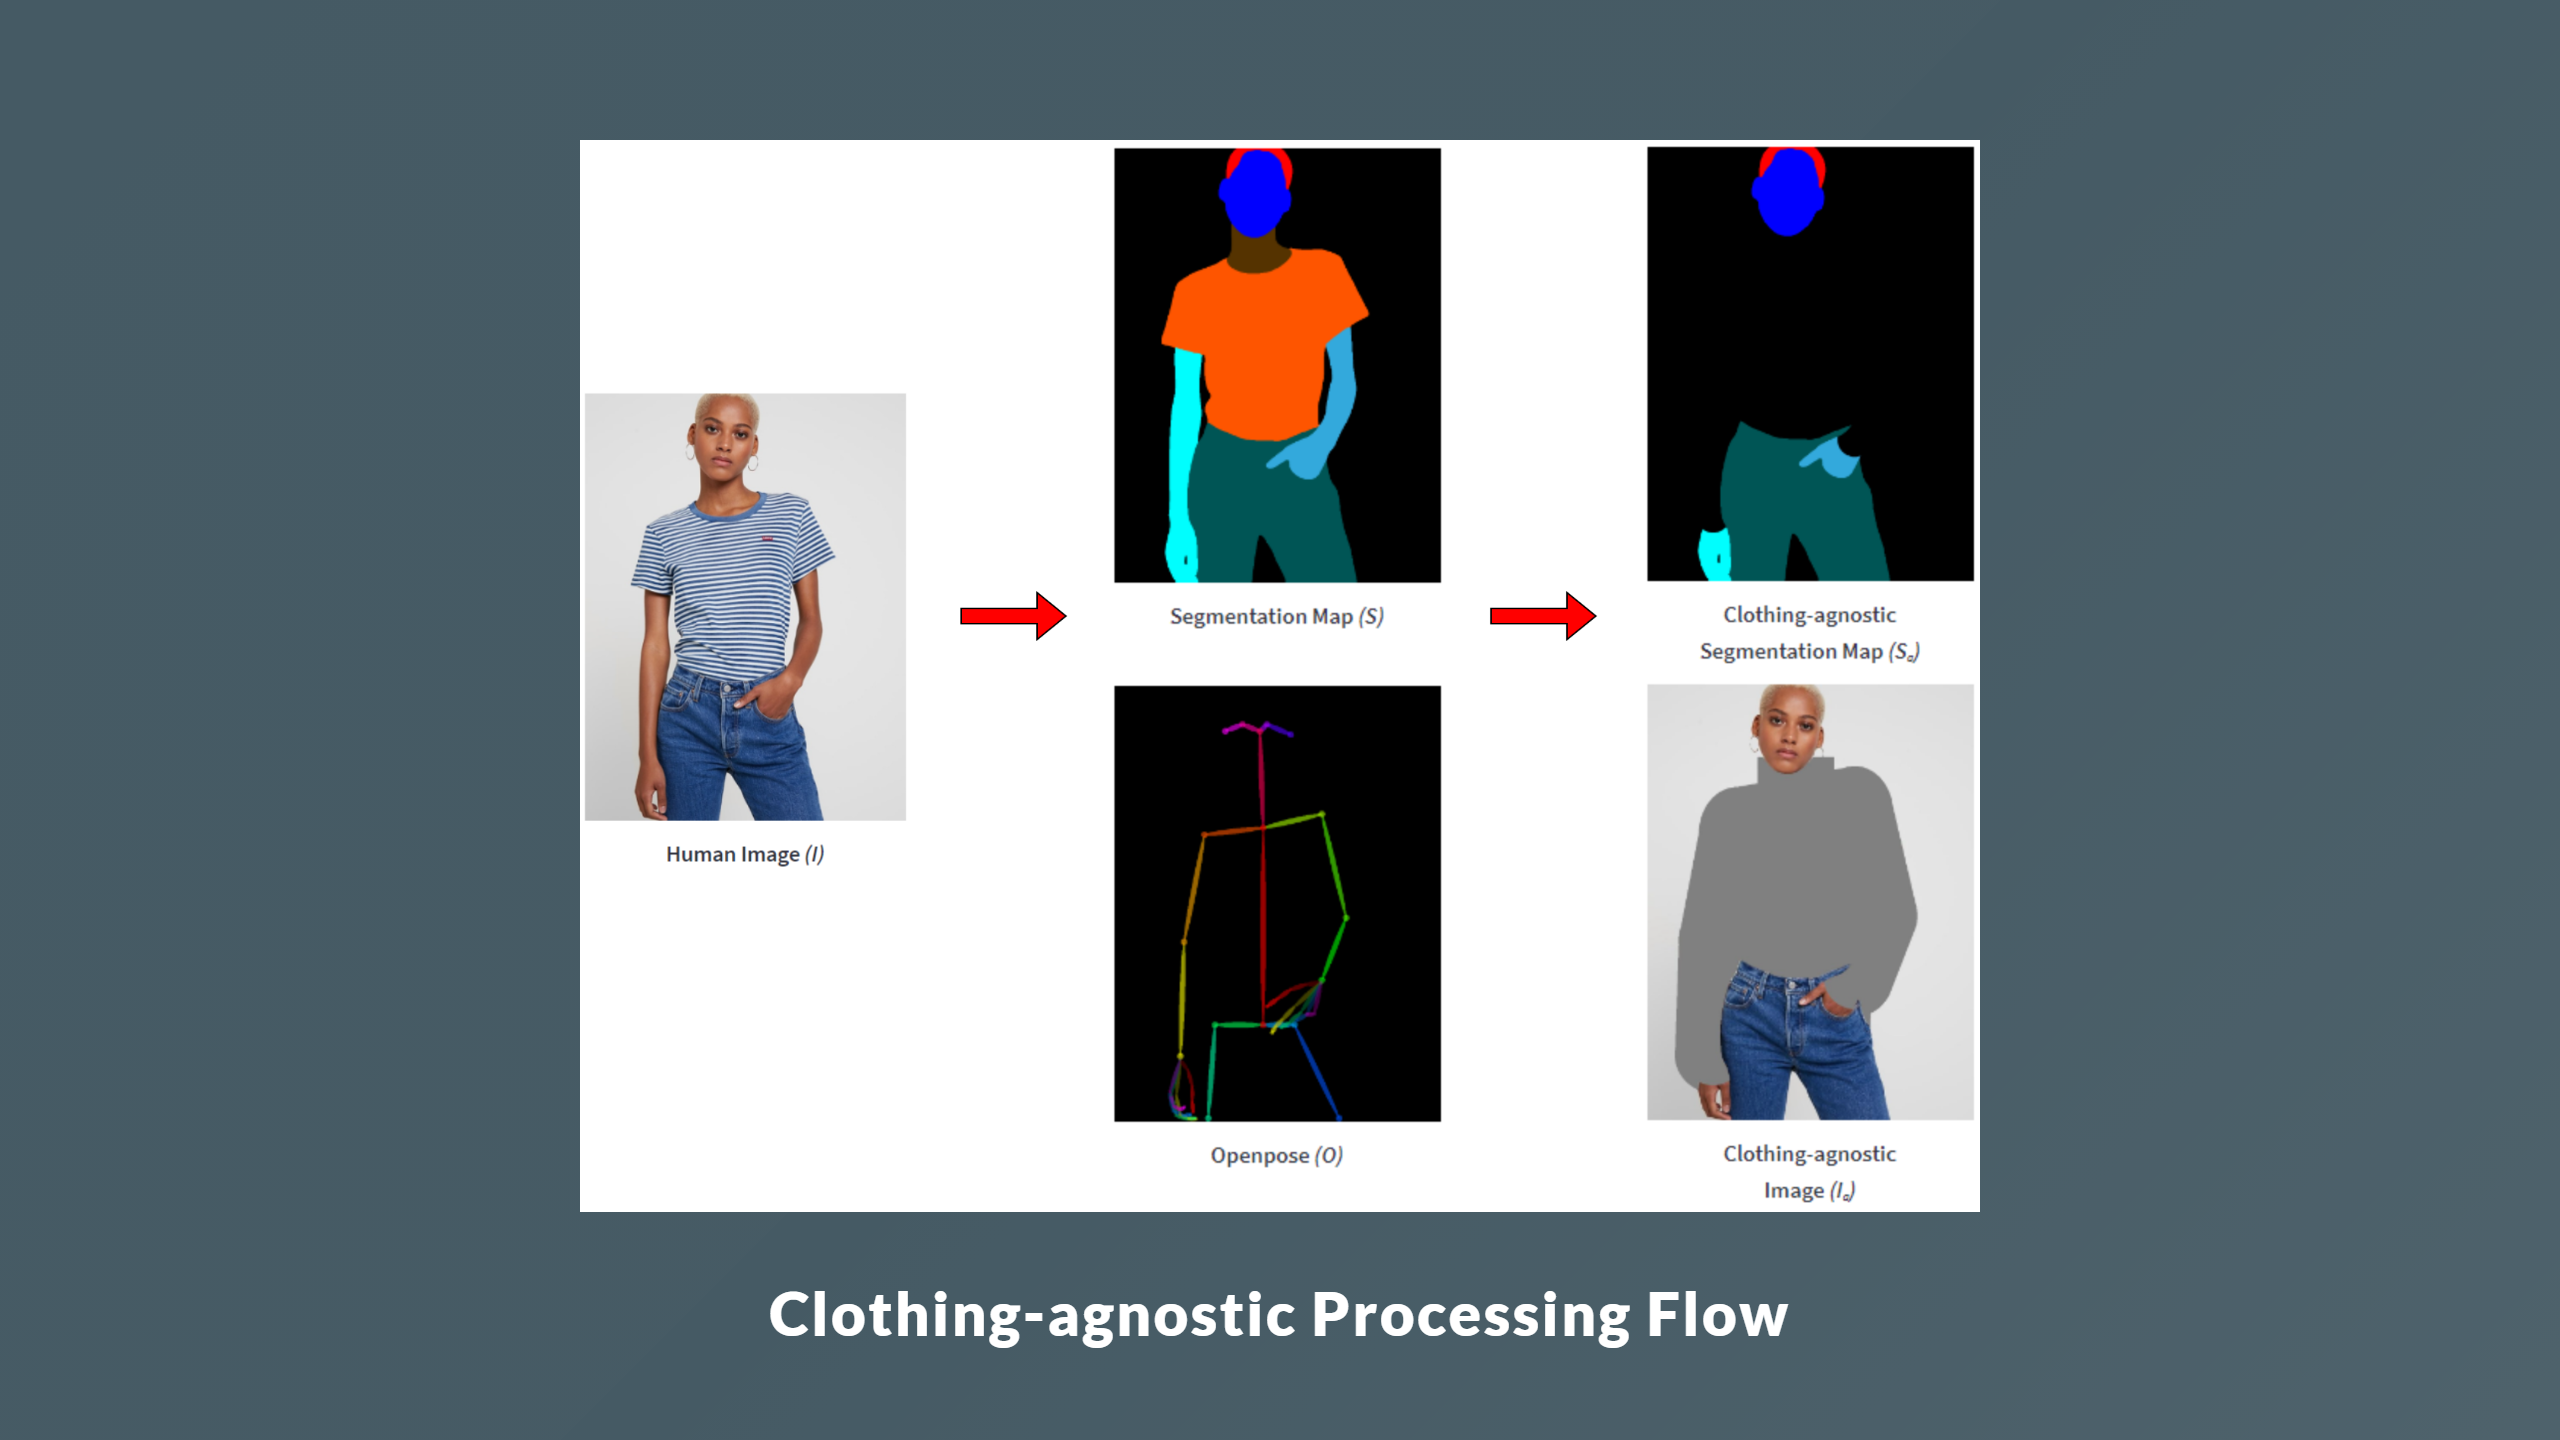 Human Image (I)
Segmentation Map (S)
Openpose (O)
Clothing-agnostic
Segmentation Map (Sₐ)
Clothing-agnostic
Image (Iₐ)
Clothing-agnostic Processing Flow